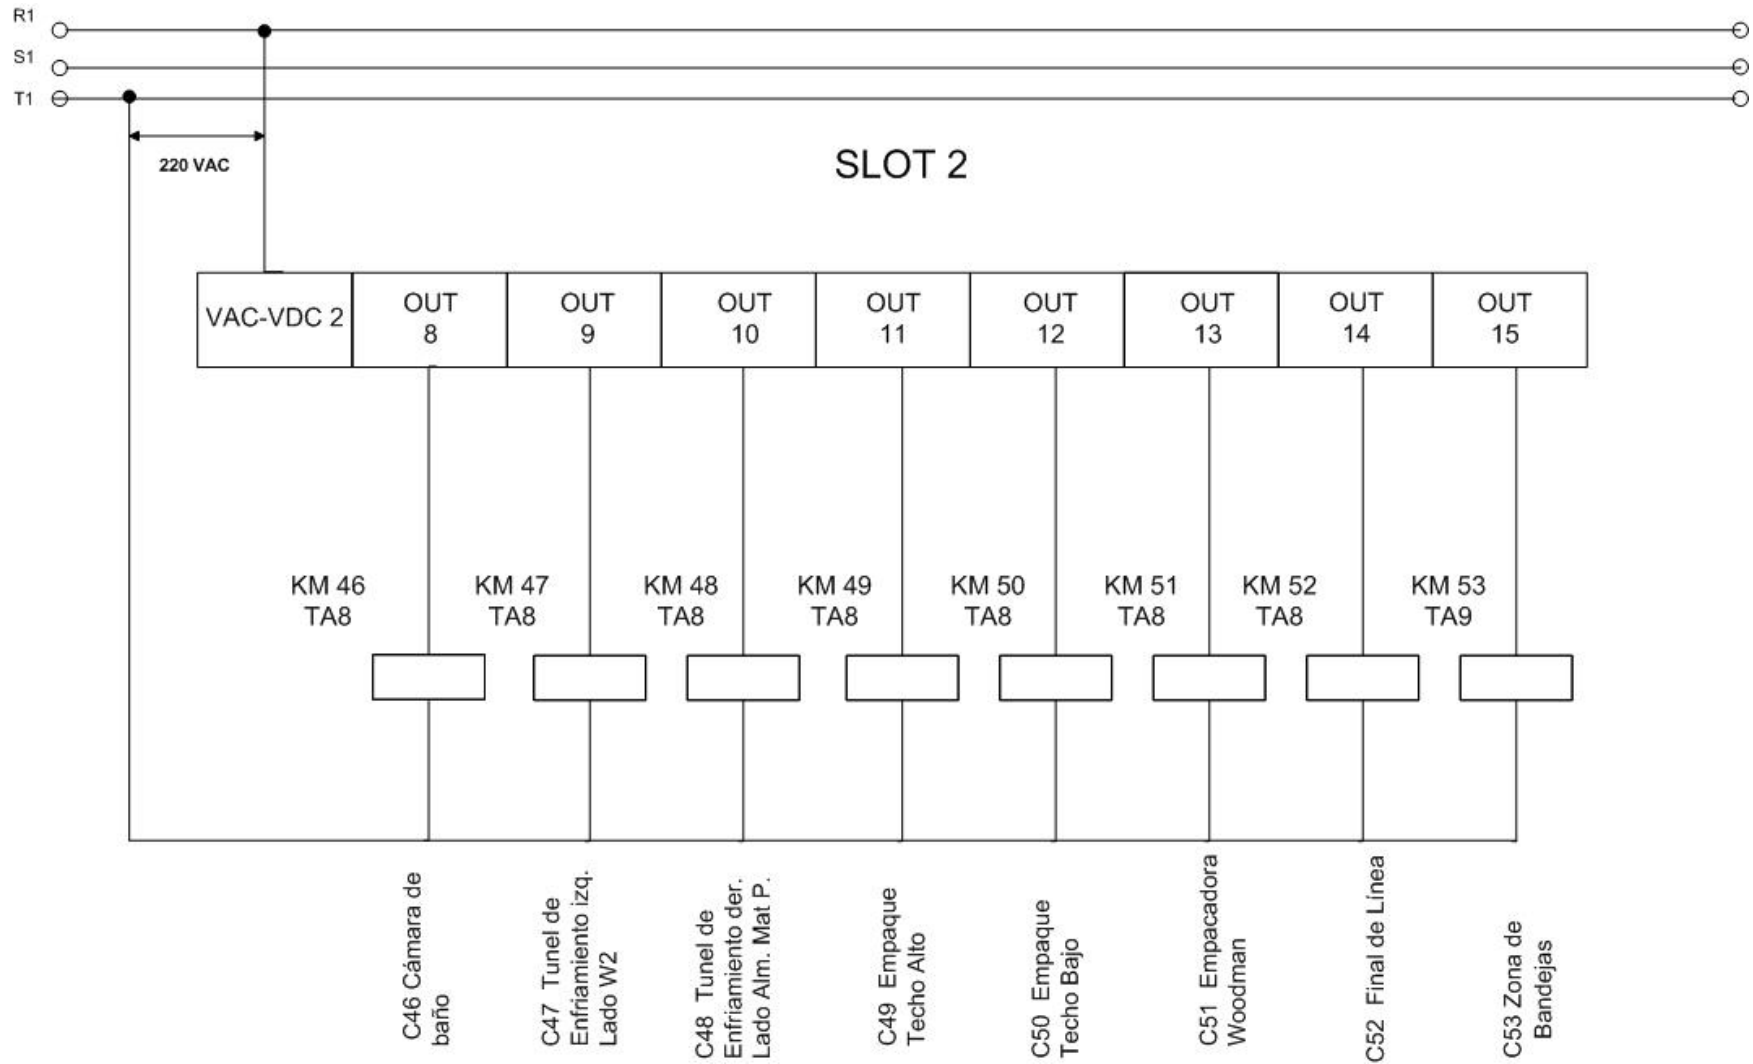 R1
S1
T1
220 VAC
SLOT 2
VAC-VDC 2
OUT
8
OUT
9
OUT
10
OUT
11
OUT
12
OUT
13
OUT
14
OUT
15
KM 46
TA8
KM 47
TA8
KM 48
TA8
KM 49
TA8
KM 50
TA8
KM 51
TA8
KM 52
TA8
KM 53
TA9
C46 Cámara de
baño
C47 Tunel de
Enfriamiento izq.
Lado W2
C48 Tunel de
Enfriamiento der.
Lado Alm. Mat P.
C49 Empaque
Techo Alto
C50 Empaque
Techo Bajo
C51 Empacadora
Woodman
C52 Final de Línea
C53 Zona de
Bandejas